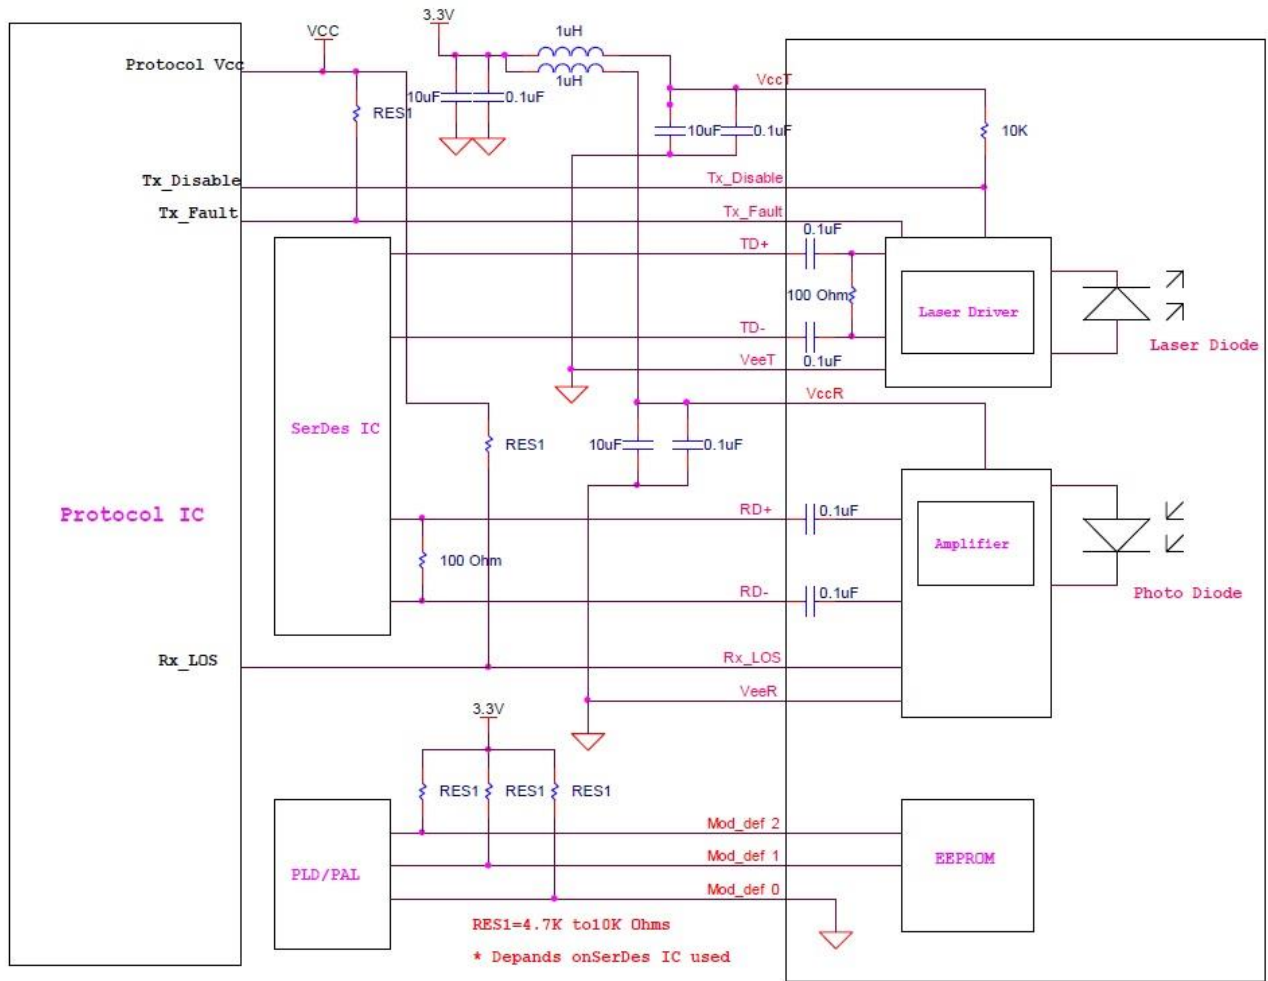 3.3V
VCC
1uH
Protocol Vcc
1uH
VccT
10uF
0.1uF
RES1
10uF
0.1uF
10K
Tx_Disable
Tx_Disable
Tx_Fault
Tx_Fault
0.1uF
TD+
100 Ohm
Laser Driver
TD-
Laser Diode
VeeT
0.1uF
VccR
SerDes IC
RES1
10uF
0.1uF
Protocol IC
RD+
0.1uF
Amplifier
100 Ohm
RD-
0.1uF
Photo Diode
Rx_LOS
Rx_LOS
VeeR
3.3V
RES1
RES1
RES1
Mod_def 2
Mod_def 1
EEPROM
PLD/PAL
Mod_def 0
RES1=4.7K to10K Ohms
* Depands onSerDes IC used